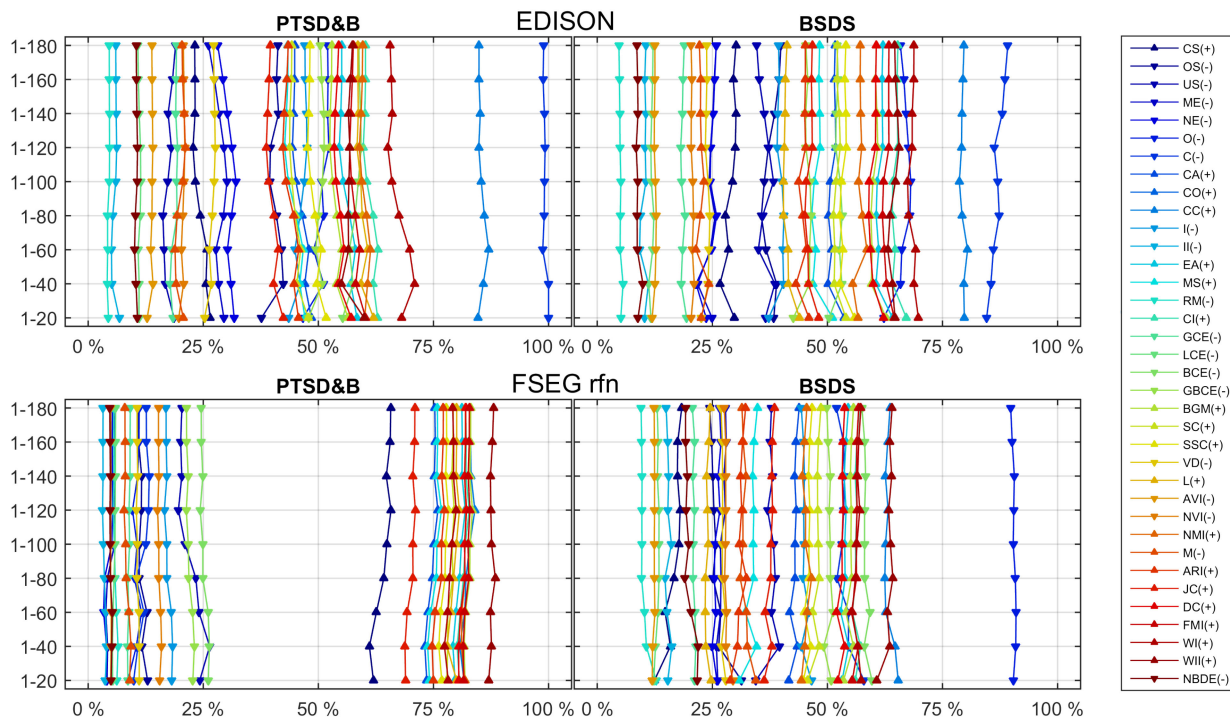 EDISON
PTSD&B BSDS
1-180
1-160
1-140
1-120
1-100
1-80
1-60
1-40
1-20
0 % 25 % 50 % 75 % 100 % 0 % 25 % 50 % 75 % 100 %
FSEG rfn
PTSD&B BSDS
1-180
1-160
1-140
1-120
1-100
1-80
1-60
1-40
1-20
0 % 25 % 50 % 75 % 100 % 0 % 25 % 50 % 75 % 100 %
CS(+)
OS(-)
US(-)
ME(-)
NE(-)
O(-)
C(-)
CA(+)
CO(+)
CC(+)
I(-)
II(-)
EA(+)
MS(+)
RM(-)
CI(+)
GCE(-)
LCE(-)
BCE(-)
GBCE(-)
BGM(+)
SC(+)
SSC(+)
VD(-)
L(+)
AVI(-)
NVI(-)
NMI(+)
M(-)
ARI(+)
JC(+)
DC(+)
FMI(+)
WI(+)
WII(+)
NBDE(-)